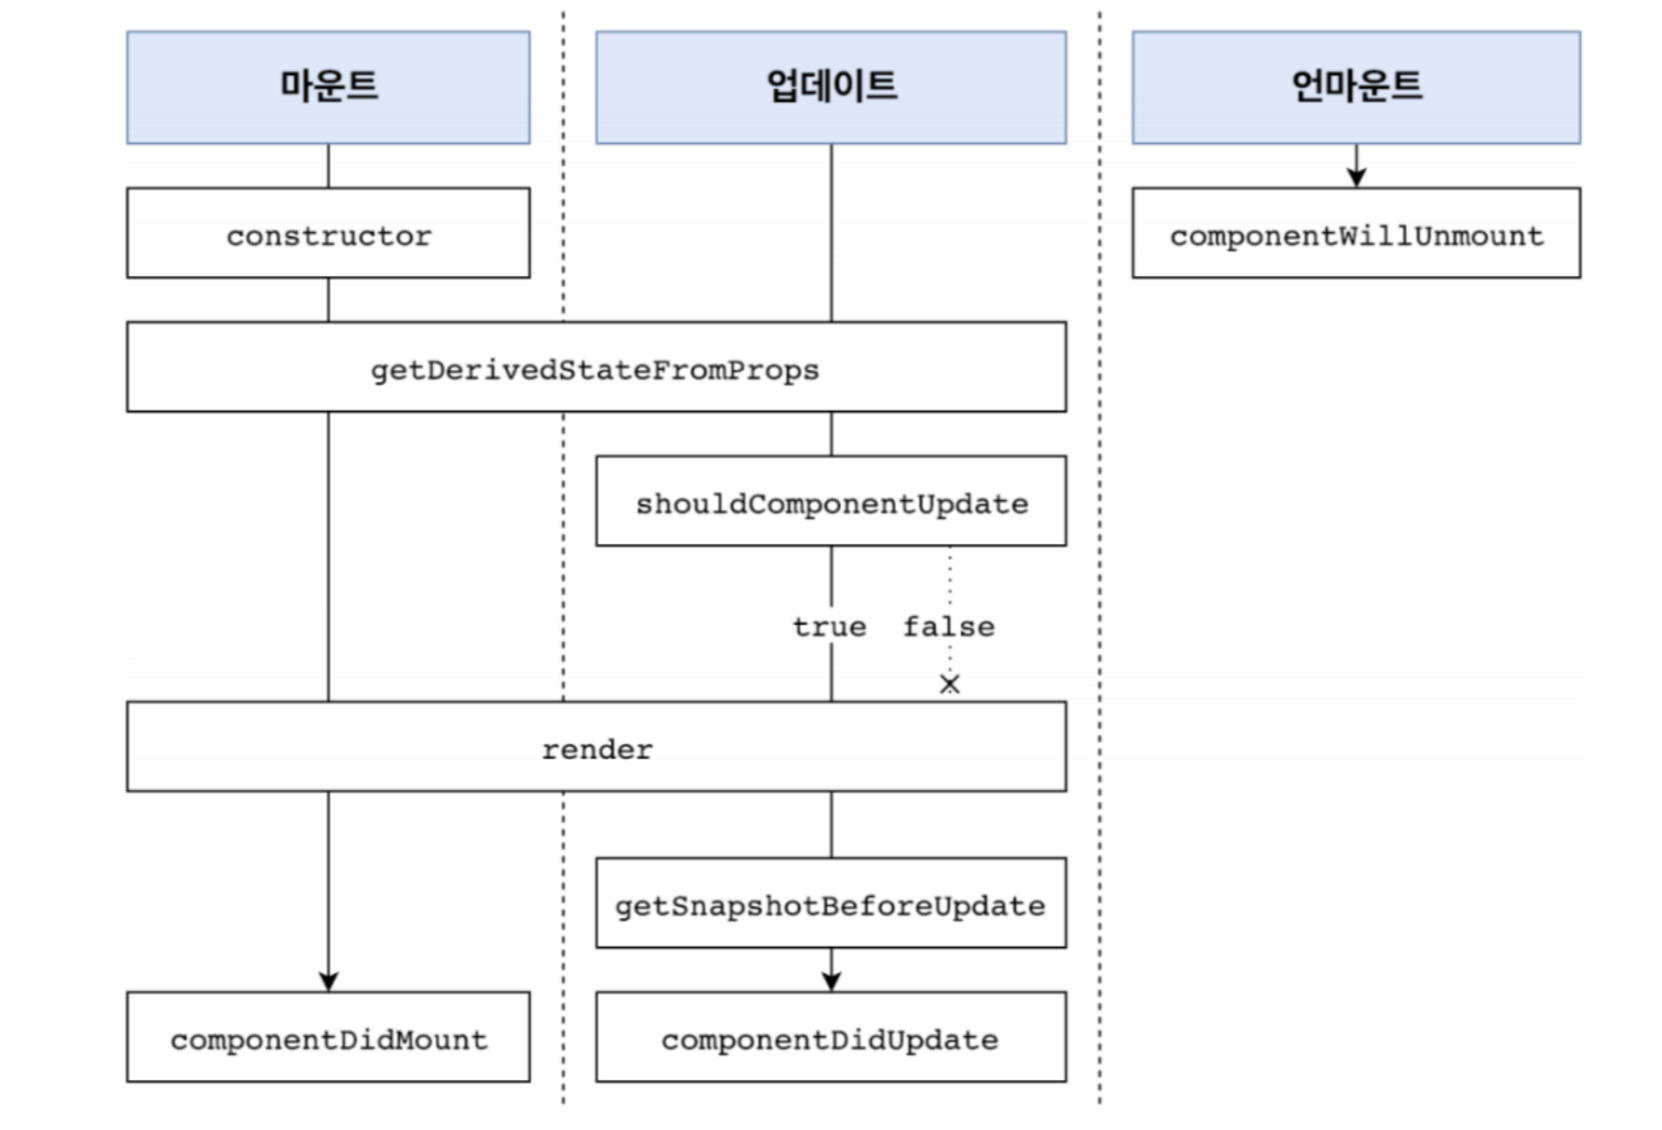 마운트
업데이트
언마운트
constructor
componentWillUnmount
getDerivedStateFromProps
shouldComponentUpdate
true false
render
getSnapshotBeforeUpdate
componentDidMount
componentDidUpdate